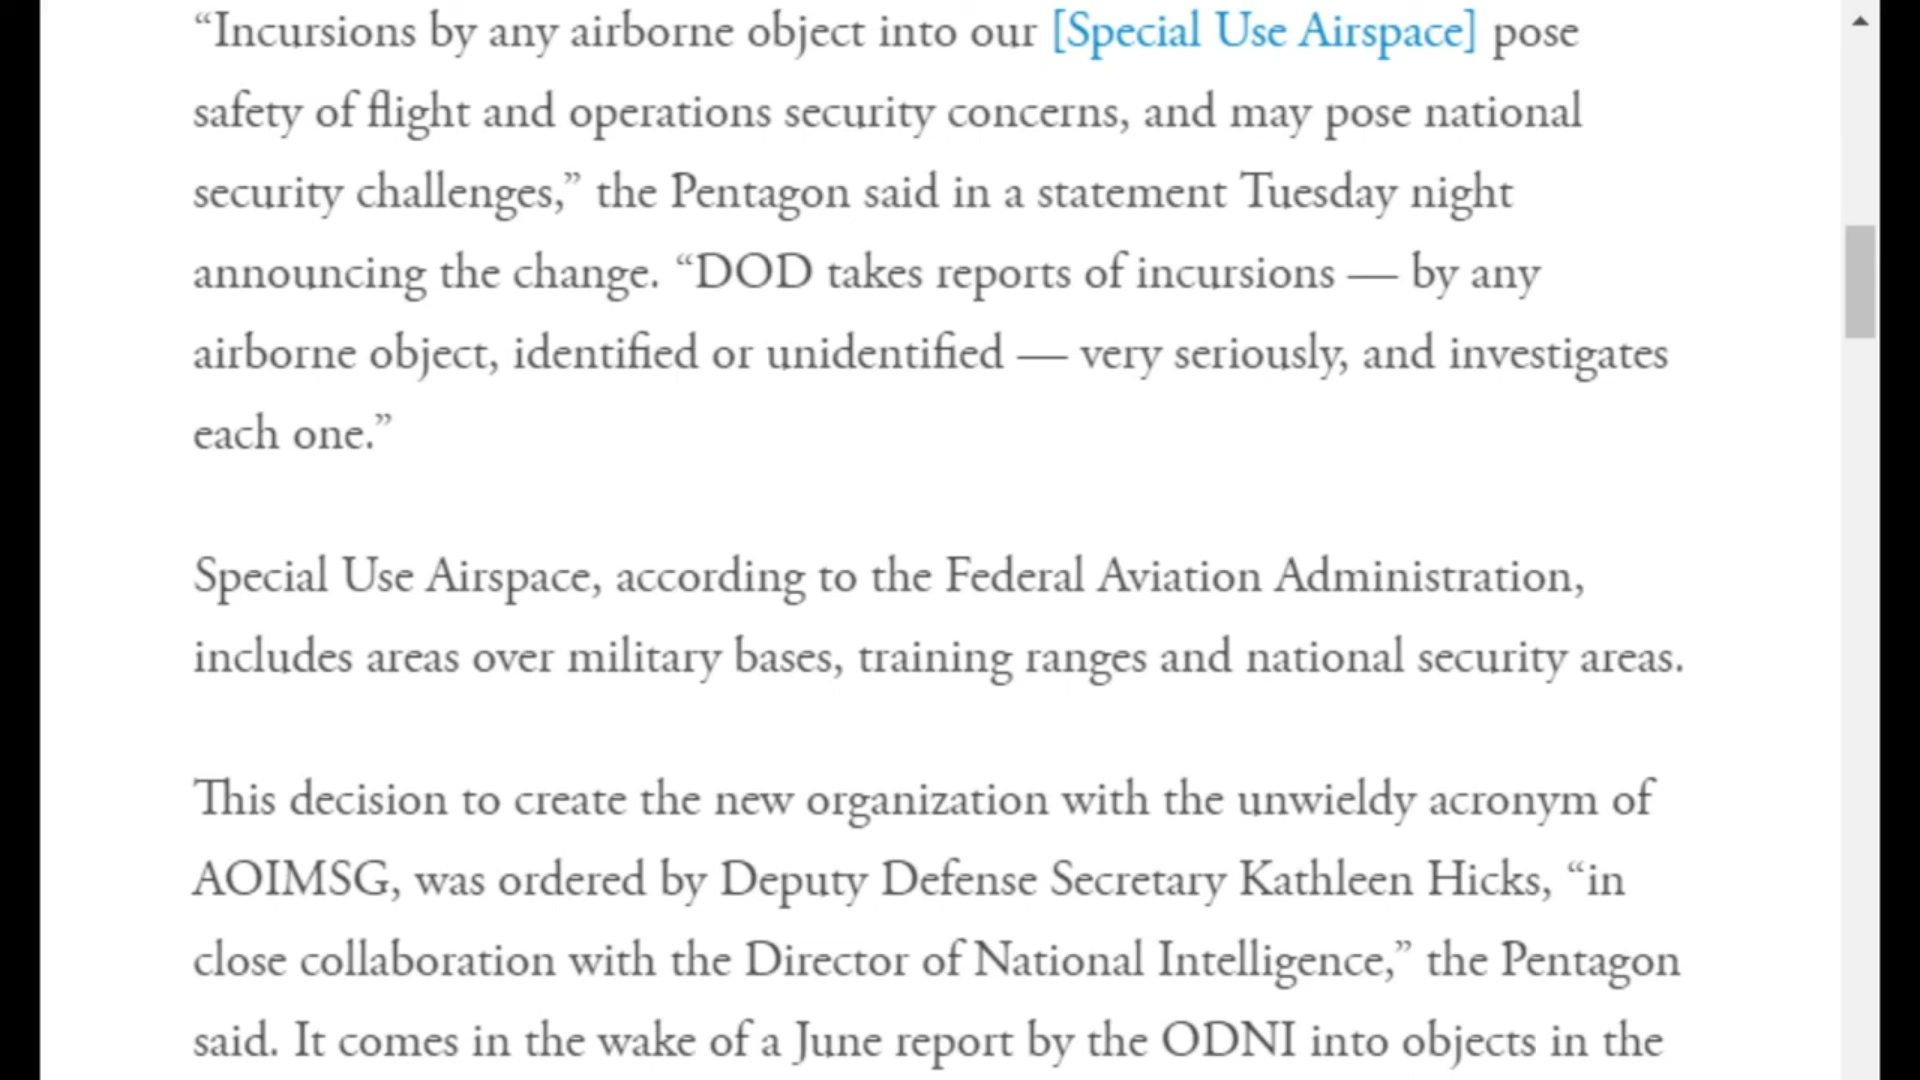 “Incursions by any airborne object into our [Special Use Airspace] pose
safety of flight and operations security concerns, and may pose national
security challenges,” the Pentagon said in a statement Tuesday night
announcing the change. “DOD takes reports of incursions — by any
airborne object, identified or unidentified — very seriously, and investigates
each one.”
Special Use Airspace, according to the Federal Aviation Administration,
includes areas over military bases, training ranges and national security areas.
This decision to create the new organization with the unwieldy acronym of
AOIMSG, was ordered by Deputy Defense Secretary Kathleen Hicks, “in
close collaboration with the Director of National Intelligence,” the Pentagon
said. It comes in the wake of a June report by the ODNI into objects in the